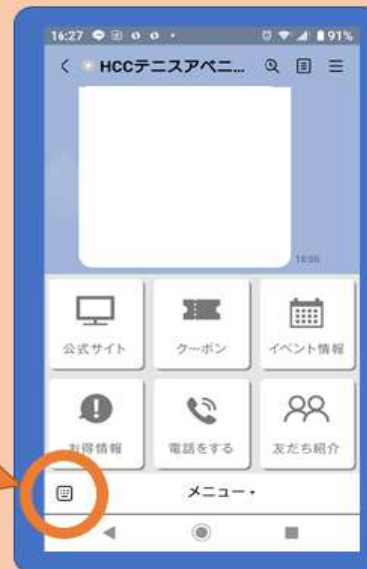 16:27 91%
HCCテニスアベニ...
16:06
公式サイト クーポン イベント情報
お得情報 電話をする 友だち紹介
メニュー